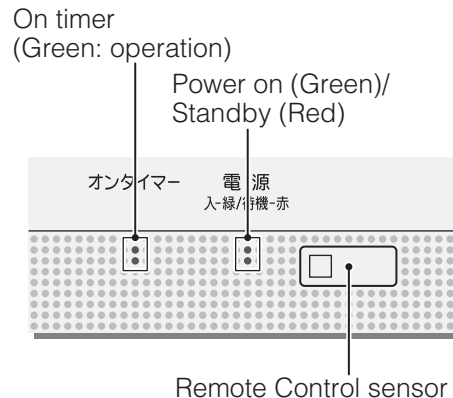 On timer
(Green: operation)
Power on (Green)/
Standby (Red)
オンタイマー
電源
入-緑/待機-赤
Remote Control sensor